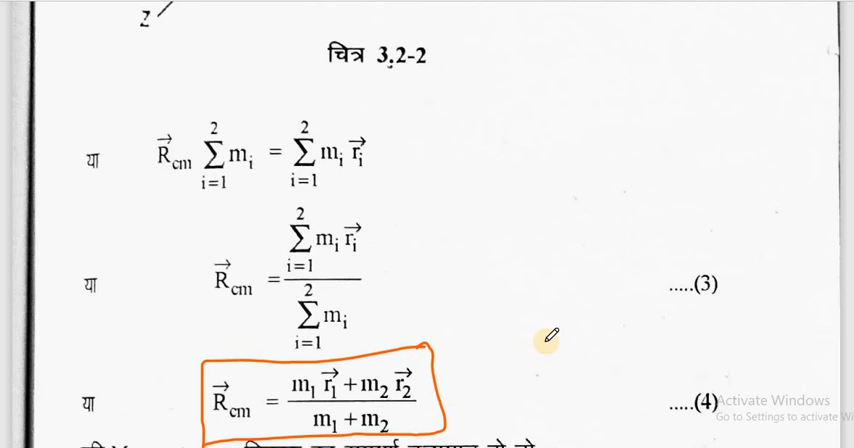 z
चित्र 3.2-2
या R⃗cm ∑(i=1 to 2) mi = ∑(i=1 to 2) mi r⃗i
या R⃗cm = ∑(i=1 to 2) mi r⃗i / ∑(i=1 to 2) mi .....(3)
या R⃗cm = (m1 r⃗1 + m2 r⃗2) / (m1 + m2) .....(4)
Activate Windows
Go to Settings to activate Wi